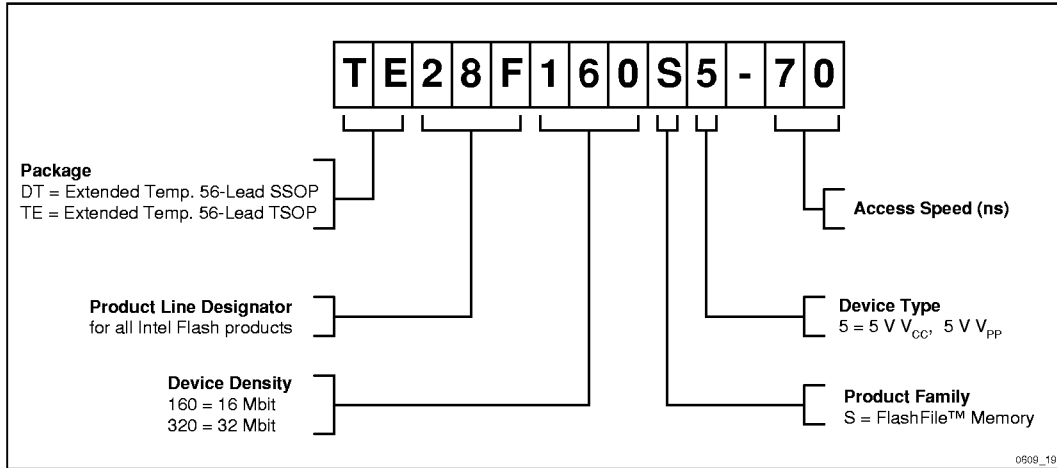 TE28F160S5-70
Package
DT = Extended Temp. 56-Lead SSOP
TE = Extended Temp. 56-Lead TSOP
Access Speed (ns)
Product Line Designator
for all Intel Flash products
Device Type
5 = 5 V VCC, 5 V VPP
Device Density
160 = 16 Mbit
320 = 32 Mbit
Product Family
S = FlashFile™ Memory
0609_19